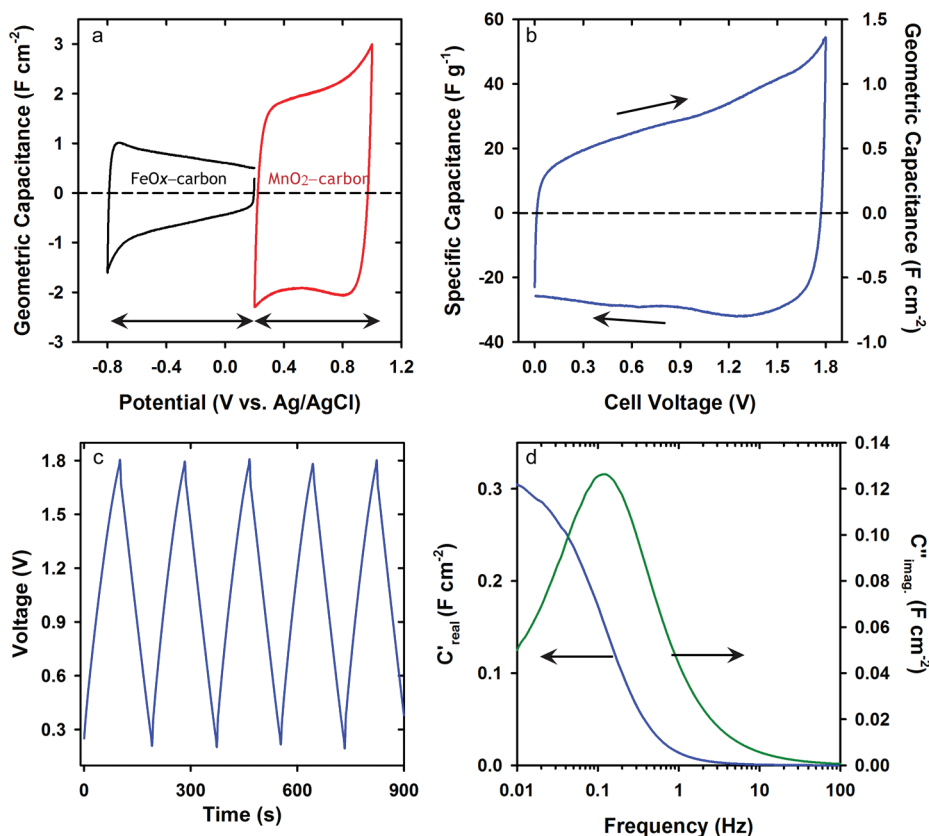 a
Geometric Capacitance (F cm-2)
3
2
1
0
-1
-2
-3
FeOx–carbon
MnO2–carbon
-0.8 -0.4 0.0 0.4 0.8 1.2
Potential (V vs. Ag/AgCl)
b
Specific Capacitance (F g-1)
60
40
20
0
-20
-40
Geometric Capacitance (F cm-2)
1.5
1.0
0.5
0.0
-0.5
-1.0
0.0 0.3 0.6 0.9 1.2 1.5 1.8
Cell Voltage (V)
c
Voltage (V)
1.8
1.5
1.2
0.9
0.6
0.3
0 300 600 900
Time (s)
d
C'real (F cm-2)
0.3
0.2
0.1
0.0
C''imag. (F cm-2)
0.14
0.12
0.10
0.08
0.06
0.04
0.02
0.00
0.01 0.1 1 10 100
Frequency (Hz)